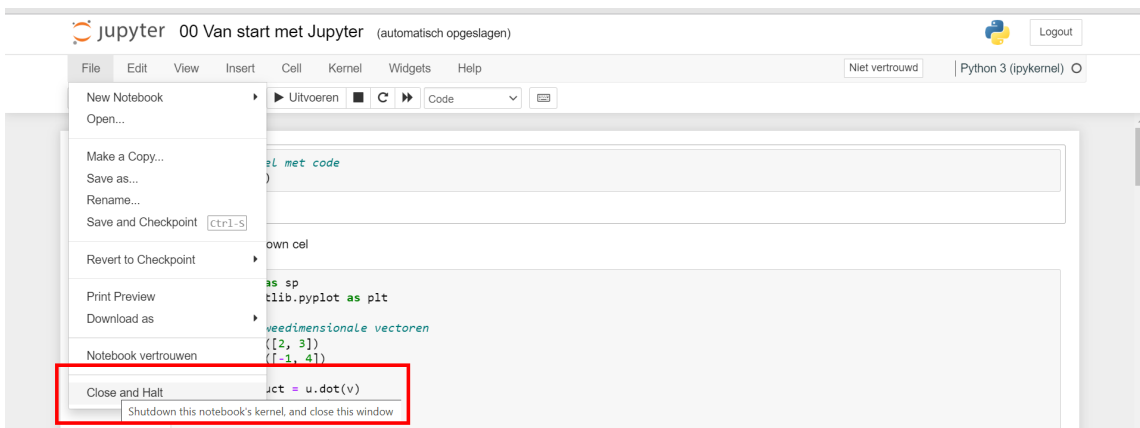 jupyter 00 Van start met Jupyter (automatisch opgeslagen) Logout
File Edit View Insert Cell Kernel Widgets Help Niet vertrouwd Python 3 (ipykernel)
New Notebook Uitvoeren Code
Open...
Make a Copy...
el met code
Save as...
)
Rename...
Save and Checkpoint Ctrl-S
own cel
Revert to Checkpoint
as sp
Print Preview
tlib.pyplot as plt
Download as
weedimensionale vectoren
([2, 3])
Notebook vertrouwen
([-1, 4])
Close and Halt
uct = u.dot(v)
Shutdown this notebook's kernel, and close this window